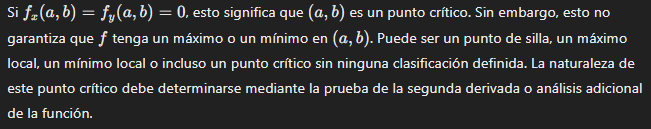 Si f_x(a, b) = f_y(a, b) = 0, esto significa que (a, b) es un punto crítico. Sin embargo, esto no
garantiza que f tenga un máximo o un mínimo en (a, b). Puede ser un punto de silla, un máximo
local, un mínimo local o incluso un punto crítico sin ninguna clasificación definida. La naturaleza de
este punto crítico debe determinarse mediante la prueba de la segunda derivada o análisis adicional
de la función.